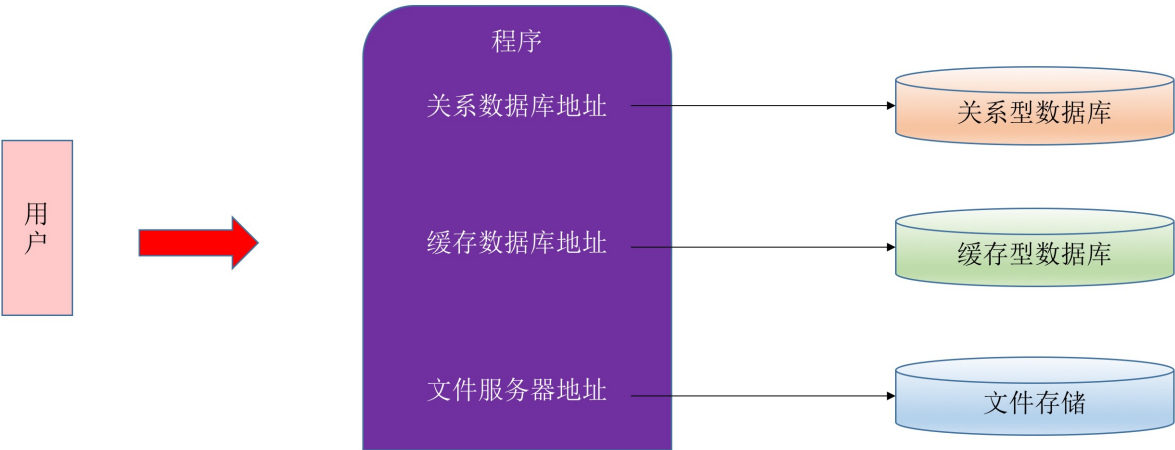 程序
关系数据库地址
关系型数据库
用户
缓存数据库地址
缓存型数据库
文件服务器地址
文件存储